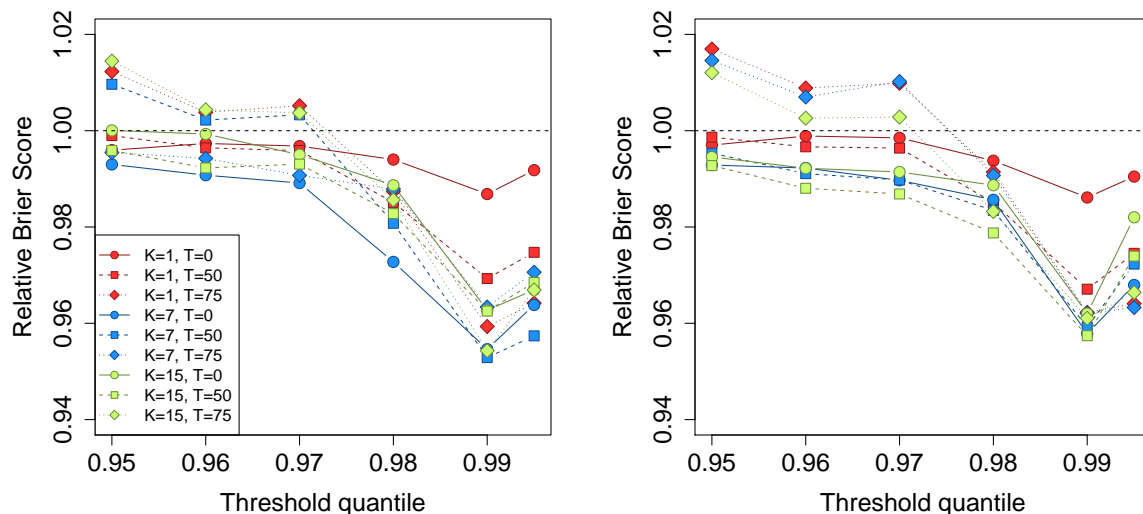 1.02
1.00
0.98
0.96
0.94
Relative Brier Score
K=1, T=0
K=1, T=50
K=1, T=75
K=7, T=0
K=7, T=50
K=7, T=75
K=15, T=0
K=15, T=50
K=15, T=75
0.95 0.96 0.97 0.98 0.99
Threshold quantile
1.02
1.00
0.98
0.96
0.94
Relative Brier Score
0.95 0.96 0.97 0.98 0.99
Threshold quantile